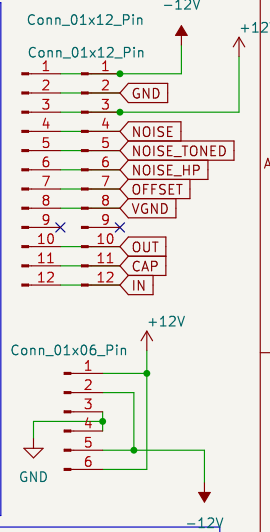 -12V
Conn_01x12_Pin
+12
Conn_01x12_Pin
1 1
2 2 GND
3 3
4 4 NOISE
5 5 NOISE_TONED
6 6 NOISE_HP
7 7 OFFSET
8 8 VGND
9 9
10 10 OUT
11 11 CAP
12 12 IN
+12V
Conn_01x06_Pin
1
2
3
4
5
6
GND
-12V